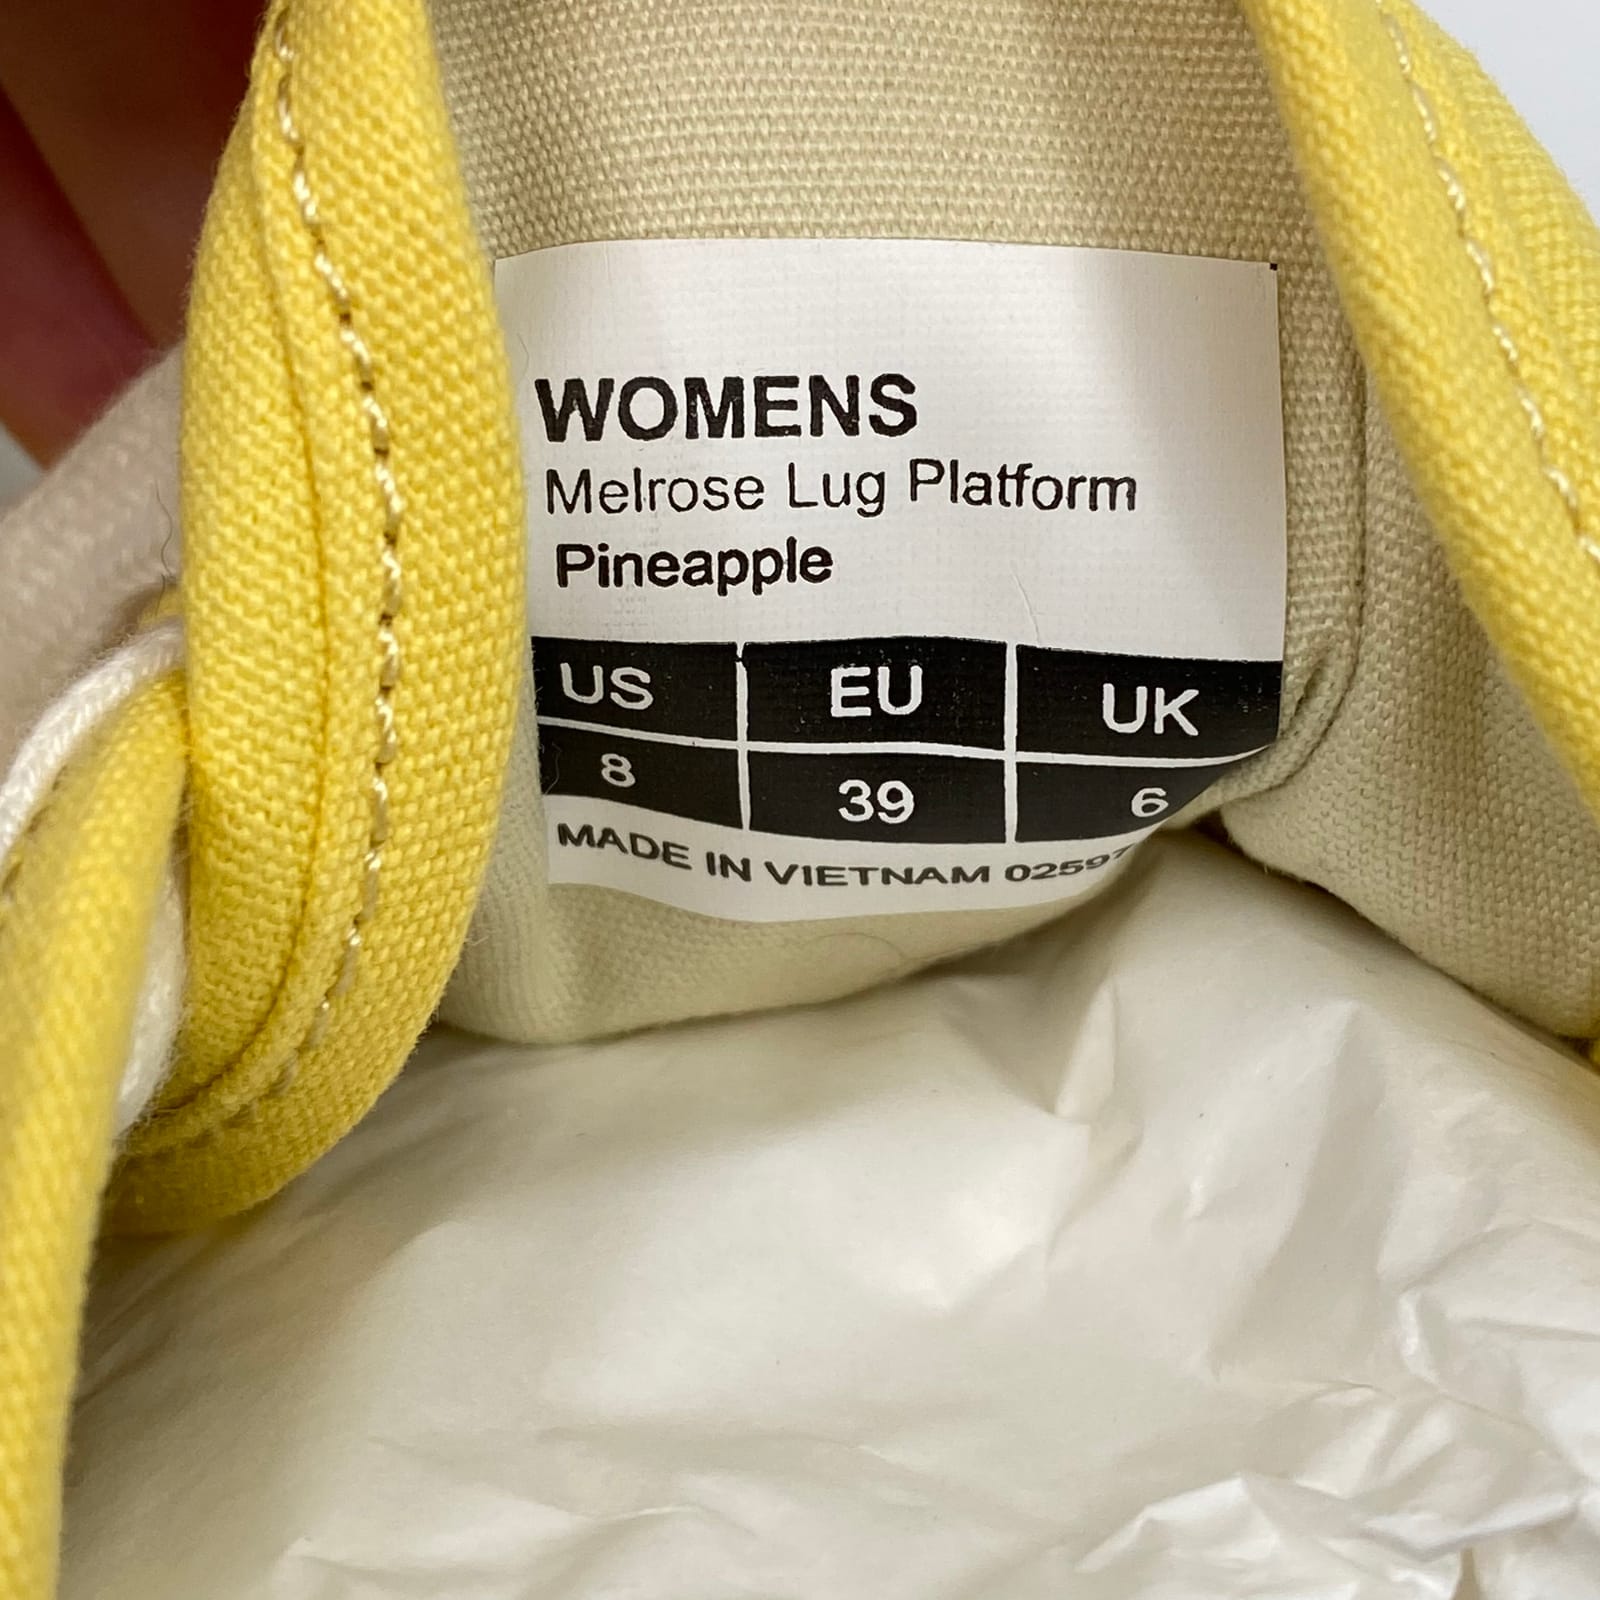 WOMENS
Melrose Lug Platform
Pineapple
US EU UK
8 39 6
MADE IN VIETNAM